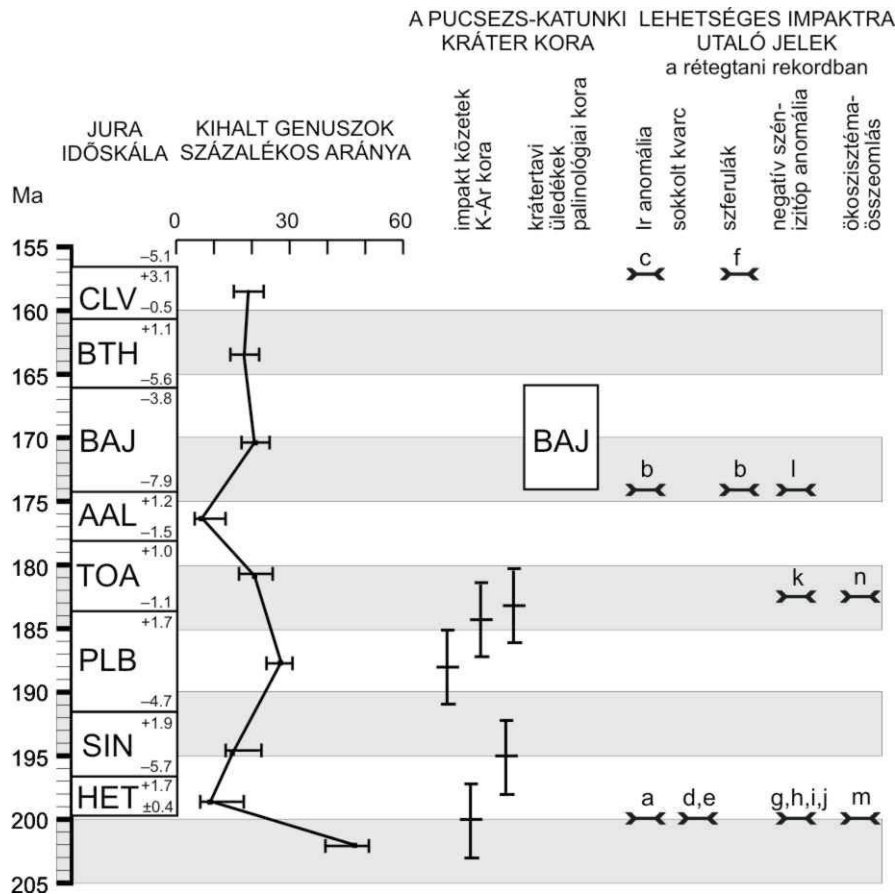 A PUCSEZS-KATUNKI
KRÁTER KORA
LEHETSÉGES IMPAKTRA
UTALÓ JELEK
a rétegtani rekordban
JURA
IDŐSKÁLA
KIHALT GENUSZOK
SZÁZALÉKOS ARÁNYA
impakt kőzetek
K-Ar kora
krátertavi
üledékek
palinológiai kora
Ir anomália
sokkolt kvarc
szferulák
negatív szén-
izitóp anomália
ökoszisztéma-
összeomlás
Ma
0 30 60
155
–5.1
c
f
+3.1
CLV
–0.5
160
+1.1
BTH
–5.6
165
–3.8
BAJ
BAJ
170
–7.9
b
b
l
175
+1.2
AAL
–1.5
+1.0
180
TOA
–1.1
k
n
185
+1.7
PLB
–4.7
190
+1.9
SIN
–5.7
195
+1.7
HET
±0.4
a
d,e
g,h,i,j
m
200
205